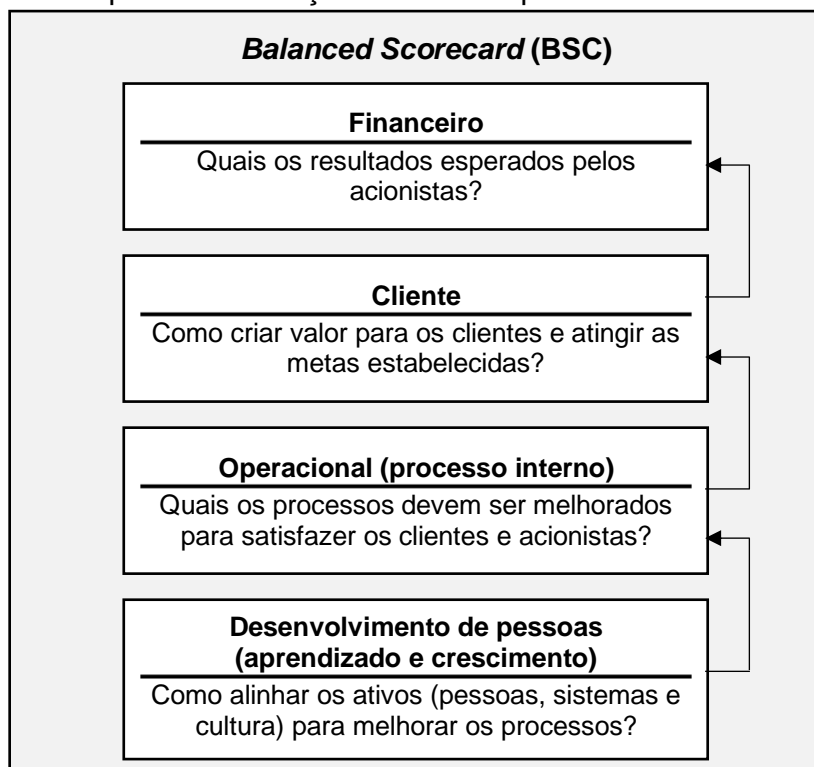 Balanced Scorecard (BSC)
Financeiro
Quais os resultados esperados pelos
acionistas?
Cliente
Como criar valor para os clientes e atingir as
metas estabelecidas?
Operacional (processo interno)
Quais os processos devem ser melhorados
para satisfazer os clientes e acionistas?
Desenvolvimento de pessoas
(aprendizado e crescimento)
Como alinhar os ativos (pessoas, sistemas e
cultura) para melhorar os processos?